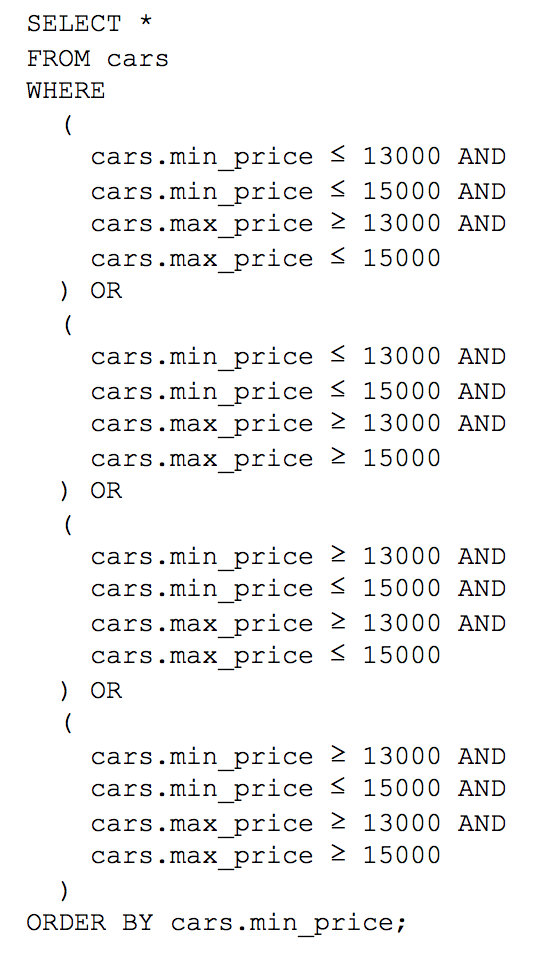 SELECT *
FROM cars
WHERE
(
cars.min_price ≤ 13000 AND
cars.min_price ≤ 15000 AND
cars.max_price ≥ 13000 AND
cars.max_price ≤ 15000
) OR
(
cars.min_price ≤ 13000 AND
cars.min_price ≤ 15000 AND
cars.max_price ≥ 13000 AND
cars.max_price ≥ 15000
) OR
(
cars.min_price ≥ 13000 AND
cars.min_price ≤ 15000 AND
cars.max_price ≥ 13000 AND
cars.max_price ≤ 15000
) OR
(
cars.min_price ≥ 13000 AND
cars.min_price ≤ 15000 AND
cars.max_price ≥ 13000 AND
cars.max_price ≥ 15000
)
ORDER BY cars.min_price;